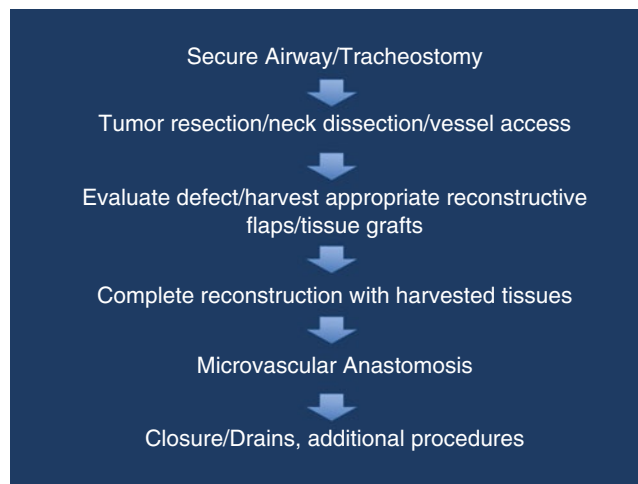 Secure Airway/Tracheostomy
Tumor resection/neck dissection/vessel access
Evaluate defect/harvest appropriate reconstructive
flaps/tissue grafts
Complete reconstruction with harvested tissues
Microvascular Anastomosis
Closure/Drains, additional procedures